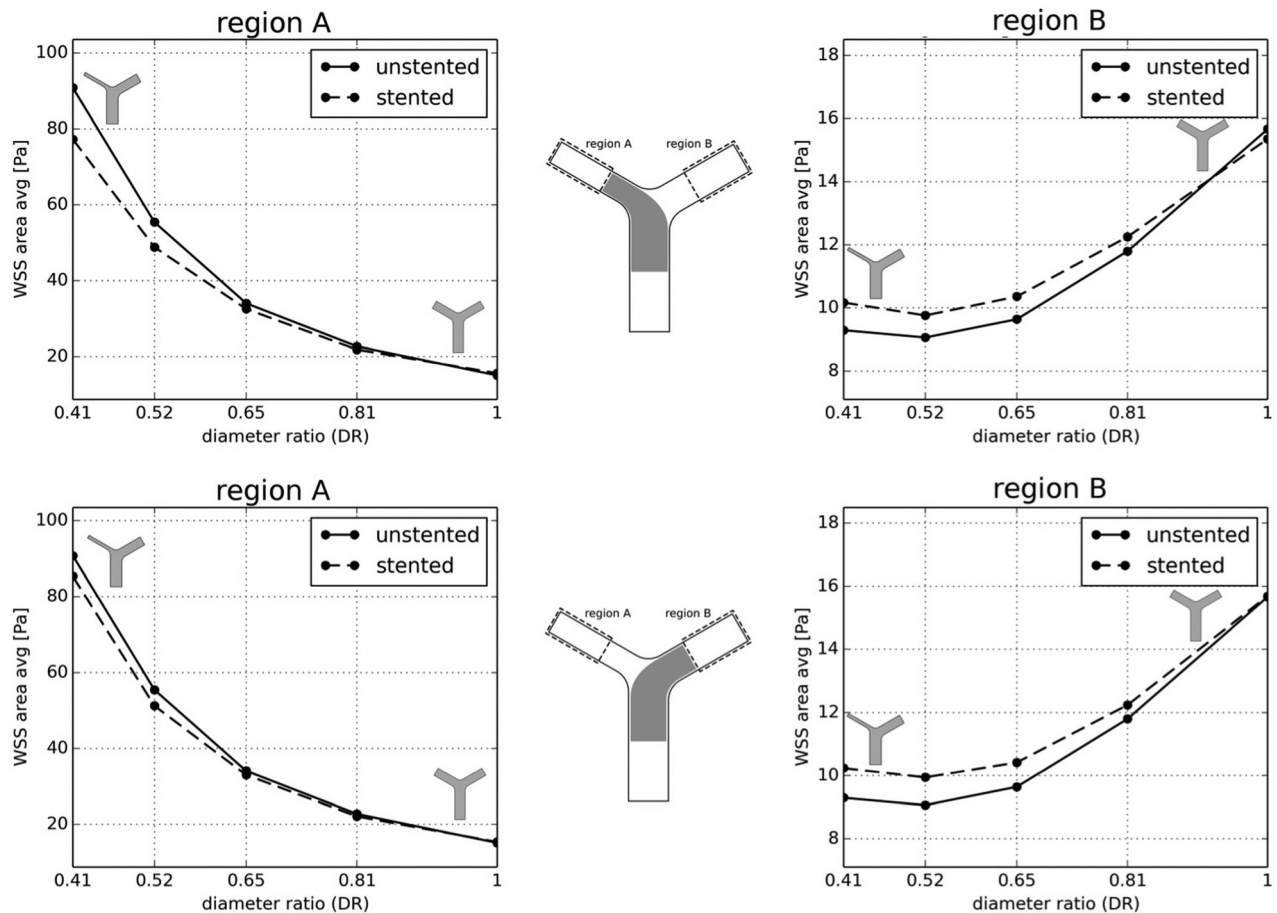 region A
100
80
60
40
20
WSS area avg [Pa]
unstented
stented
0.41 0.52 0.65 0.81 1
diameter ratio (DR)
region A region B
region B
18
16
14
12
10
8
WSS area avg [Pa]
unstented
stented
0.41 0.52 0.65 0.81 1
diameter ratio (DR)
region A
100
80
60
40
20
WSS area avg [Pa]
unstented
stented
0.41 0.52 0.65 0.81 1
diameter ratio (DR)
region A region B
region B
18
16
14
12
10
8
WSS area avg [Pa]
unstented
stented
0.41 0.52 0.65 0.81 1
diameter ratio (DR)